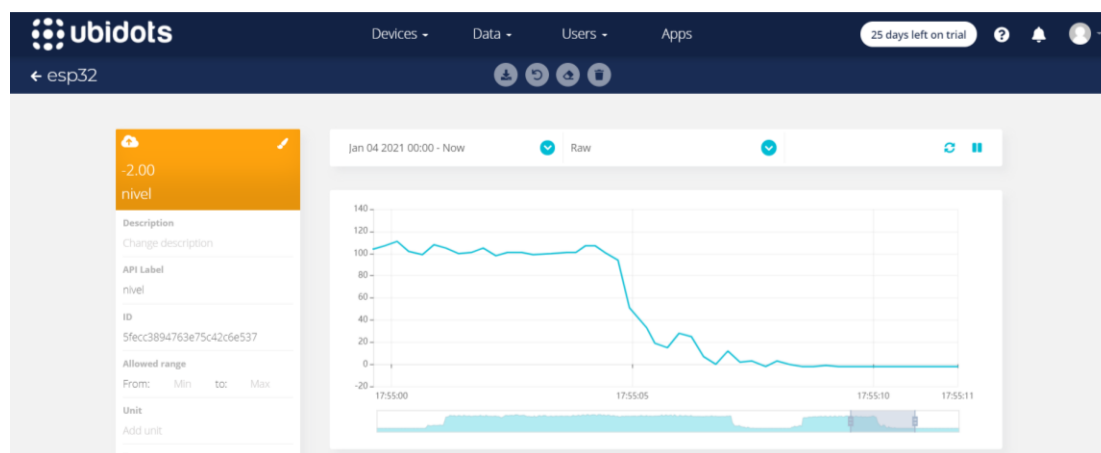 ubidots
Devices
Data
Users
Apps
25 days left on trial
?
← esp32
-2.00
nivel
Description
Change description
API Label
nivel
ID
5fecc3894763e75c42c6e537
Allowed range
From: Min to: Max
Unit
Add unit
Jan 04 2021 00:00 - Now
Raw
140
120
100
80
60
40
20
0
-20
17:55:00
17:55:05
17:55:10
17:55:11